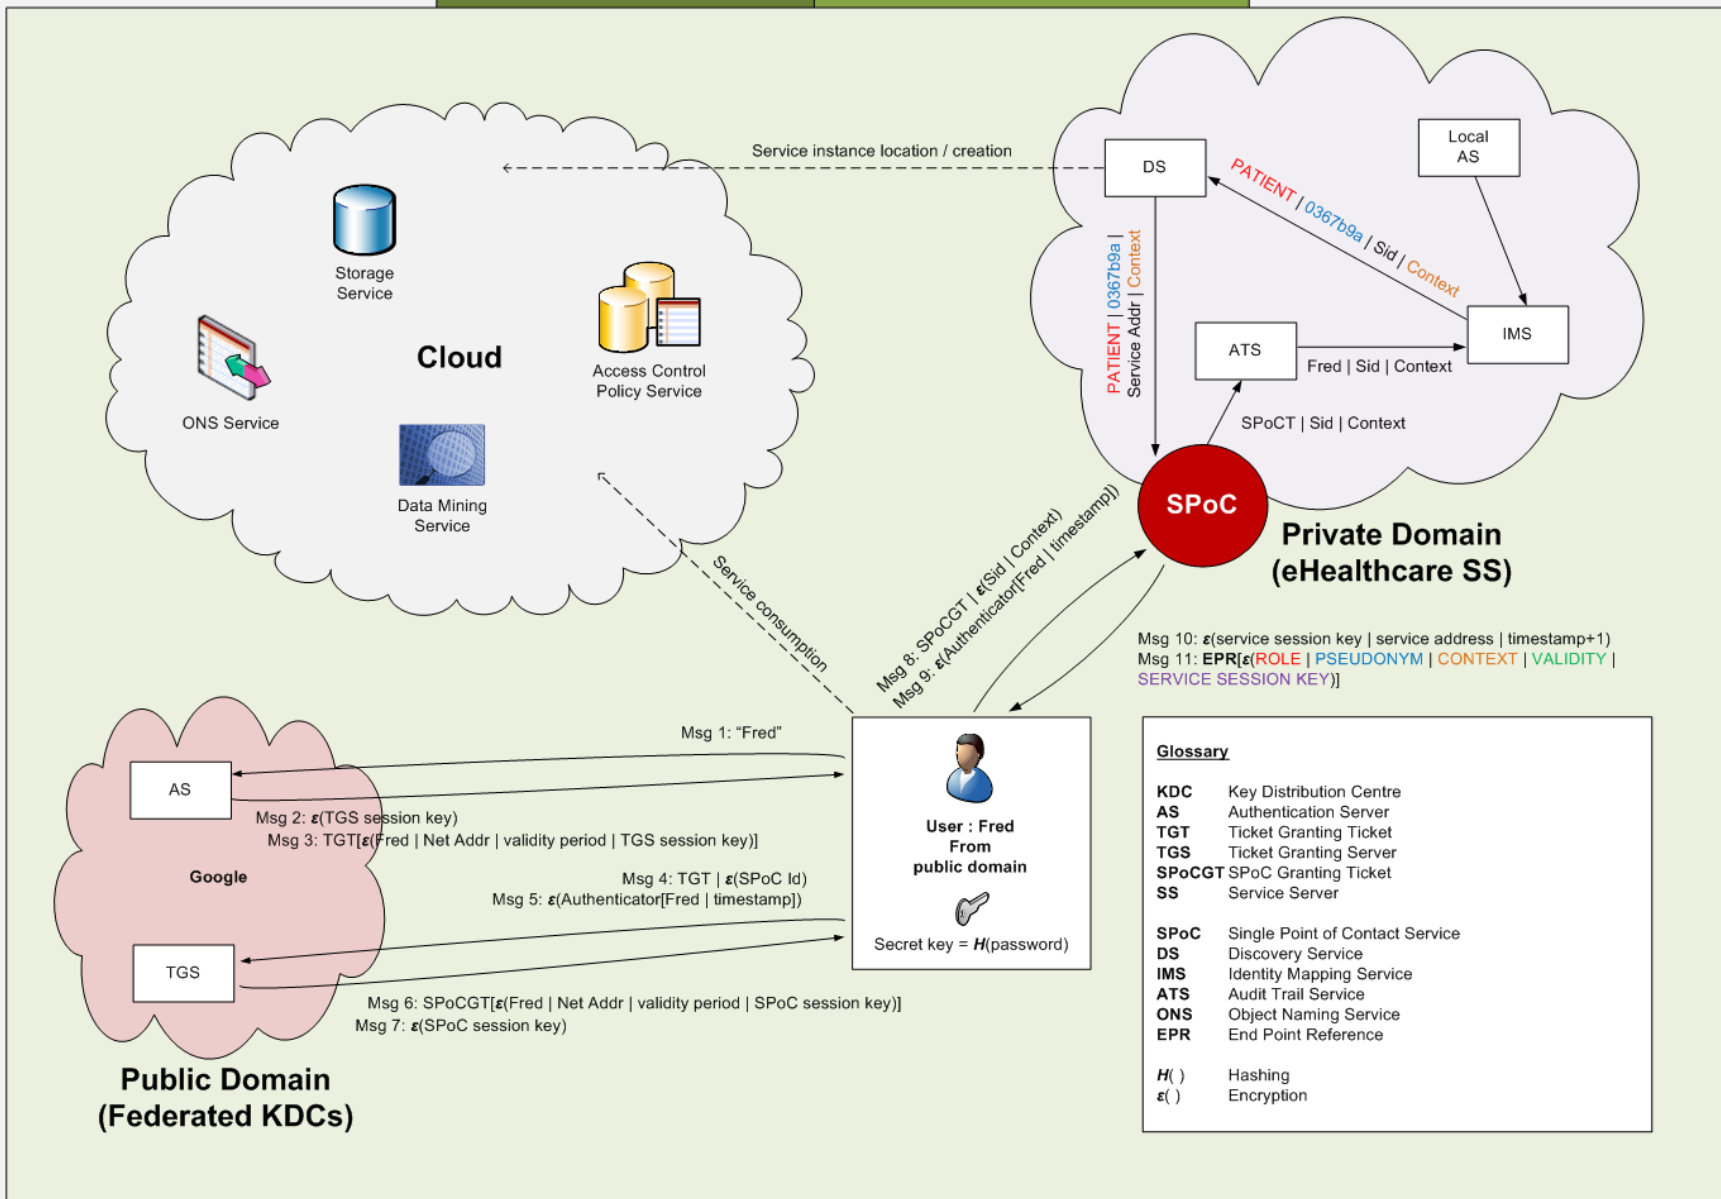 Service instance location / creation
DS
Local
AS
PATIENT | 0367b9a | Sid | Context
PATIENT | 0367b9a |
Service Addr | Context
IMS
ATS
Fred | Sid | Context
SPoCT | Sid | Context
SPoC
Private Domain
(eHealthcare SS)
Storage
Service
Cloud
Access Control
Policy Service
ONS Service
Data Mining
Service
Service consumption
Msg 8: SPoCGT | ε(Sid | Context)
Msg 9: ε(Authenticator[Fred | timestamp])
Msg 10: ε(service session key | service address | timestamp+1)
Msg 11: EPR[ε(ROLE | PSEUDONYM | CONTEXT | VALIDITY |
SERVICE SESSION KEY)]
Msg 1: “Fred”
AS
Msg 2: ε(TGS session key)
Msg 3: TGT[ε(Fred | Net Addr | validity period | TGS session key)]
Google
Msg 4: TGT | ε(SPoC Id)
Msg 5: ε(Authenticator[Fred | timestamp])
TGS
Msg 6: SPoCGT[ε(Fred | Net Addr | validity period | SPoC session key)]
Msg 7: ε(SPoC session key)
Public Domain
(Federated KDCs)
User : Fred
From
public domain
Secret key = H(password)
Glossary
KDC Key Distribution Centre
AS Authentication Server
TGT Ticket Granting Ticket
TGS Ticket Granting Server
SPoCGT SPoC Granting Ticket
SS Service Server
SPoC Single Point of Contact Service
DS Discovery Service
IMS Identity Mapping Service
ATS Audit Trail Service
ONS Object Naming Service
EPR End Point Reference
H( ) Hashing
ε( ) Encryption